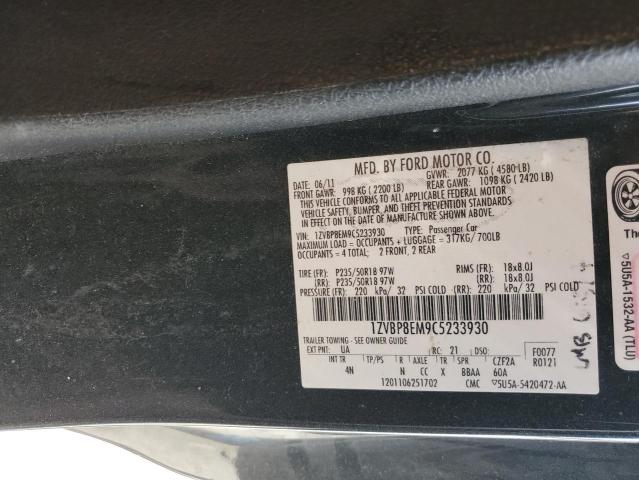 MFD. BY FORD MOTOR CO.
DATE: 06/11 GVWR: 2077 KG ( 4580 LB)
FRONT GAWR: 998 KG ( 2200 LB) REAR GAWR: 1098 KG ( 2420 LB)
THIS VEHICLE CONFORMS TO ALL APPLICABLE FEDERAL MOTOR
VEHICLE SAFETY, BUMPER, AND THEFT PREVENTION STANDARDS
IN EFFECT ON THE DATE OF MANUFACTURE SHOWN ABOVE.
VIN: 1ZVBP8EM9C5233930 TYPE: Passenger Car
MAXIMUM LOAD = OCCUPANTS + LUGGAGE = 317KG/ 700LB
OCCUPANTS = 4 TOTAL; 2 FRONT, 2 REAR
TIRE (FR): P235/50R18 97W RIMS (FR): 18x8.0J
(RR): P235/50R18 97W (RR): 18x8.0J
PRESSURE (FR): 220 kPa/ 32 PSI COLD (RR): 220 kPa/ 32 PSI COLD
1ZVBP8EM9C5233930
TRAILER TOWING - SEE OWNER GUIDE
EXT PNT: UA RC: 21 DSO: F0077
R0121
INT TR TP/PS R AXLE TR SPR CZF2A
4N N CC X BBAA 60A
1201106251702 CMC 5U5A-5420472-AA
The
5U5A-1532-AA (TLU)